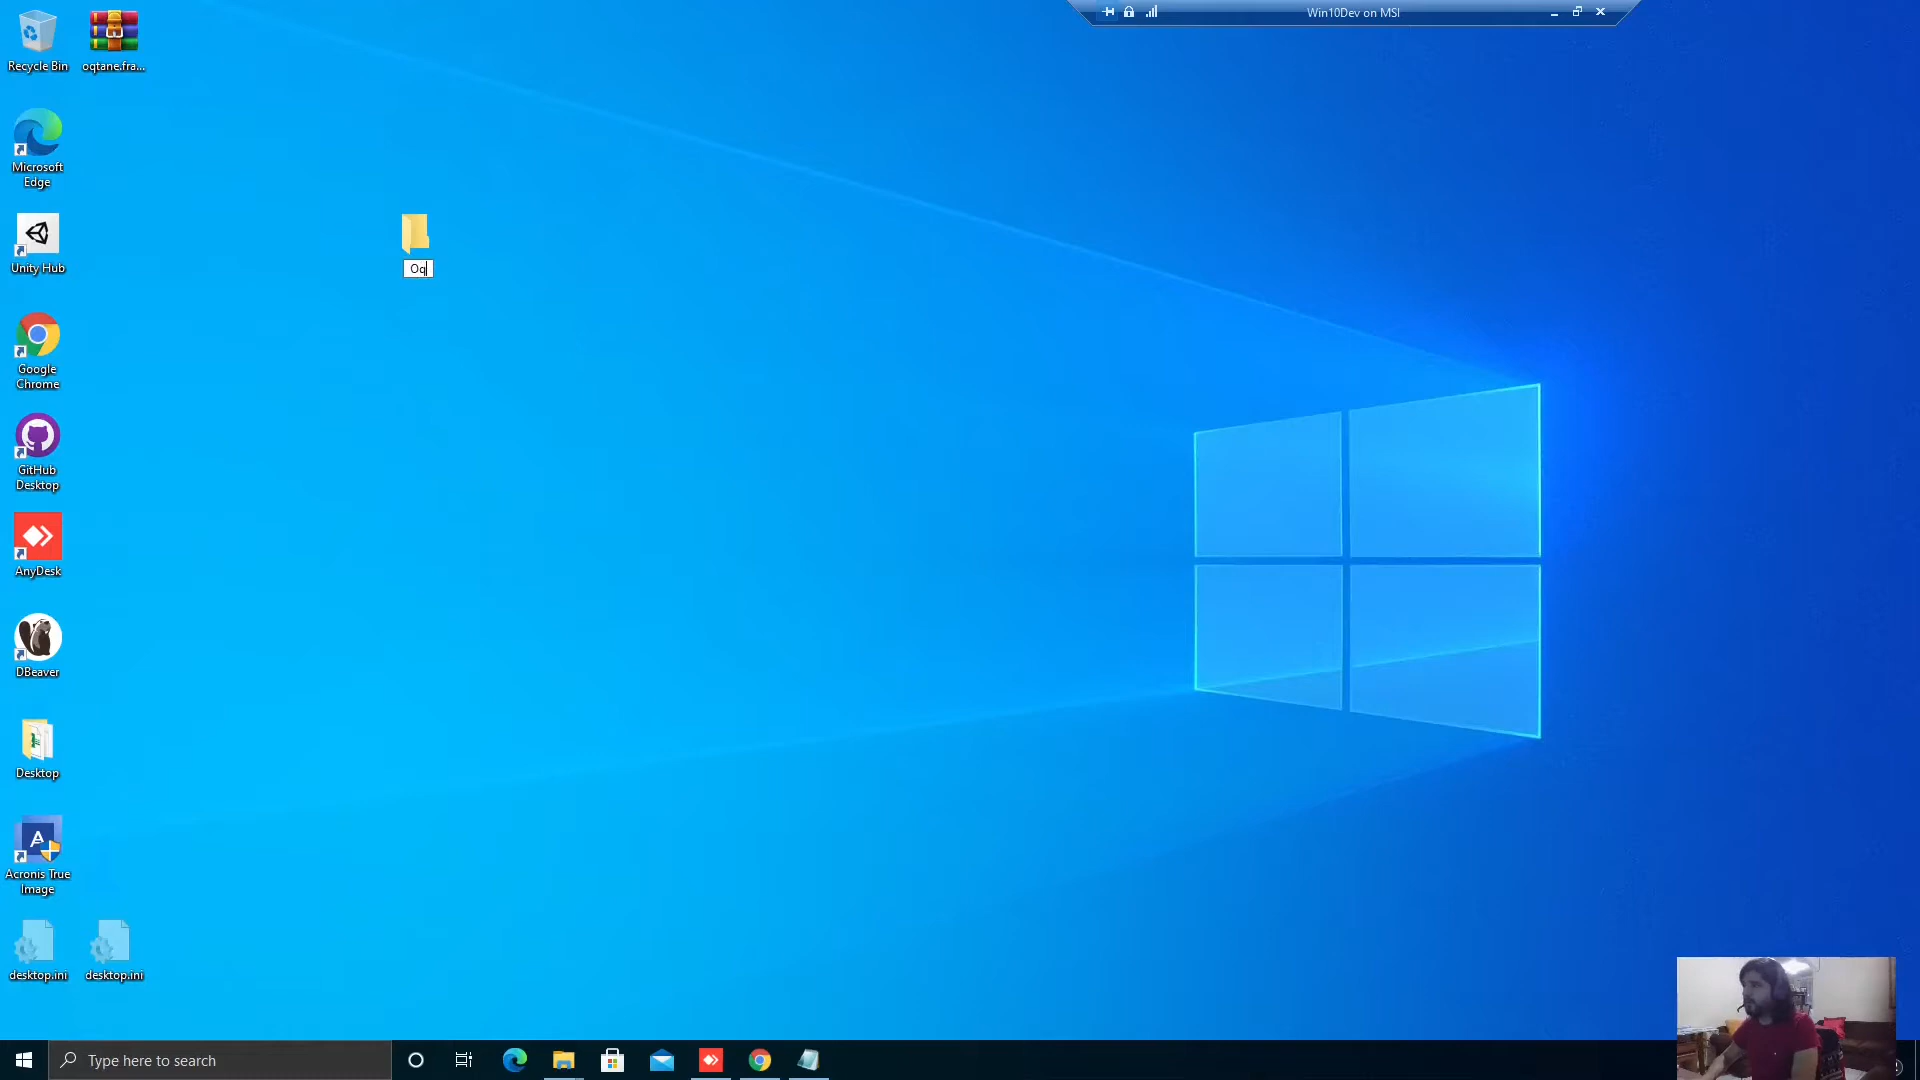 Win10Dev on MSI
Recycle Bin
oqtane.fra...
Microsoft
Edge
Unity Hub
Oq
Google
Chrome
GitHub
Desktop
AnyDesk
DBeaver
Desktop
Acronis True
Image
desktop.ini
desktop.ini
Type here to search